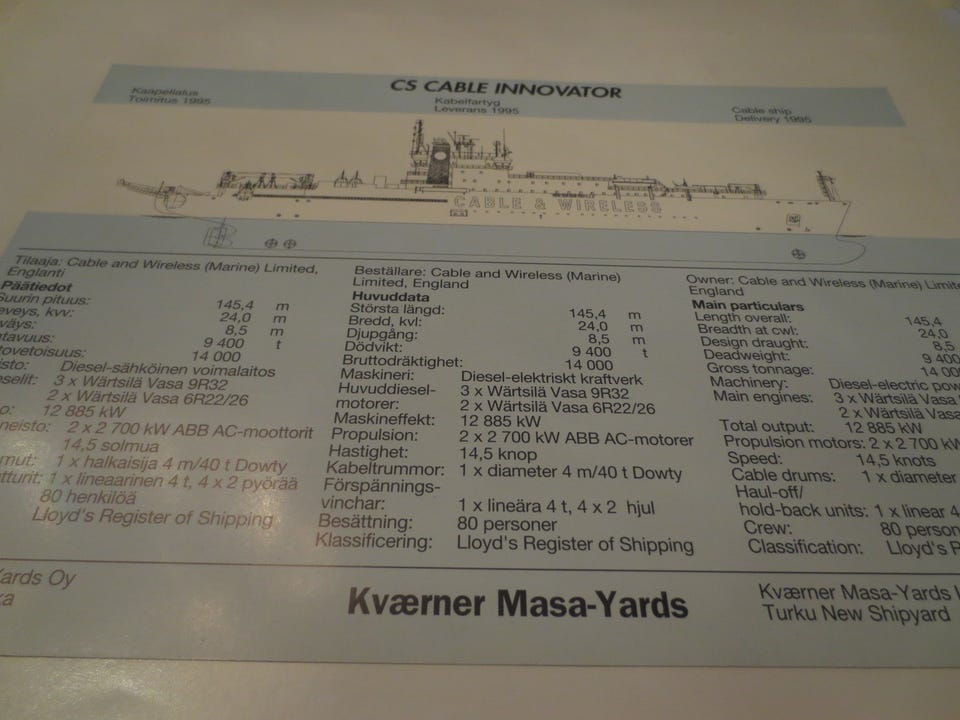 CS CABLE INNOVATOR
Kaapelialus
Toimitus 1995
Kabelfartyg
Leverans 1995
Cable ship
Delivery 1995
CABLE & WIRELESS
Tilaaja: Cable and Wireless (Marine) Limited,
Englanti
Päätiedot
Suurin pituus: 145,4 m
kvv: 24,0 m
8,5 m
9 400 t
14 000
Diesel-sähköinen voimalaitos
3 x Wärtsilä Vasa 9R32
2 x Wärtsilä Vasa 6R22/26
12 885 kW
2 x 2 700 kW ABB AC-moottorit
14,5 solmua
1 x halkaisija 4 m/40 t Dowty
1 x lineaarinen 4 t, 4 x 2 pyörää
80 henkilöä
Lloyd's Register of Shipping
Beställare: Cable and Wireless (Marine)
Limited, England
Huvuddata
Största längd: 145,4 m
Bredd, kvl: 24,0 m
Djupgång: 8,5 m
Dödvikt: 9 400 t
Bruttodräktighet: 14 000
Maskineri: Diesel-elektriskt kraftverk
Huvuddiesel- 3 x Wärtsilä Vasa 9R32
motorer: 2 x Wärtsilä Vasa 6R22/26
Maskineffekt: 12 885 kW
Propulsion: 2 x 2 700 kW ABB AC-motorer
Hastighet: 14,5 knop
Kabeltrummor: 1 x diameter 4 m/40 t Dowty
Förspännings-
vinchar: 1 x lineära 4 t, 4 x 2 hjul
Besättning: 80 personer
Klassificering: Lloyd's Register of Shipping
Owner: Cable and Wireless (Marine)
England
Main particulars
Length overall: 145,4
Breadth at cwl: 24,0
Design draught: 8,5
Deadweight: 9 400
Gross tonnage:
Machinery: Diesel-electric
Main engines: 3 x Wärtsilä
2 x Wärtsilä Vasa
Total output: 12 885 kW
Propulsion motors: 2 x 2 700 kW
Speed: 14,5 knots
Cable drums: 1 x diameter
Haul-off/
hold-back units: 1 x linear 4
Crew: 80
Classification:
Oy
Kværner Masa-Yards
Kværner Masa-Yards
Turku New Shipyard